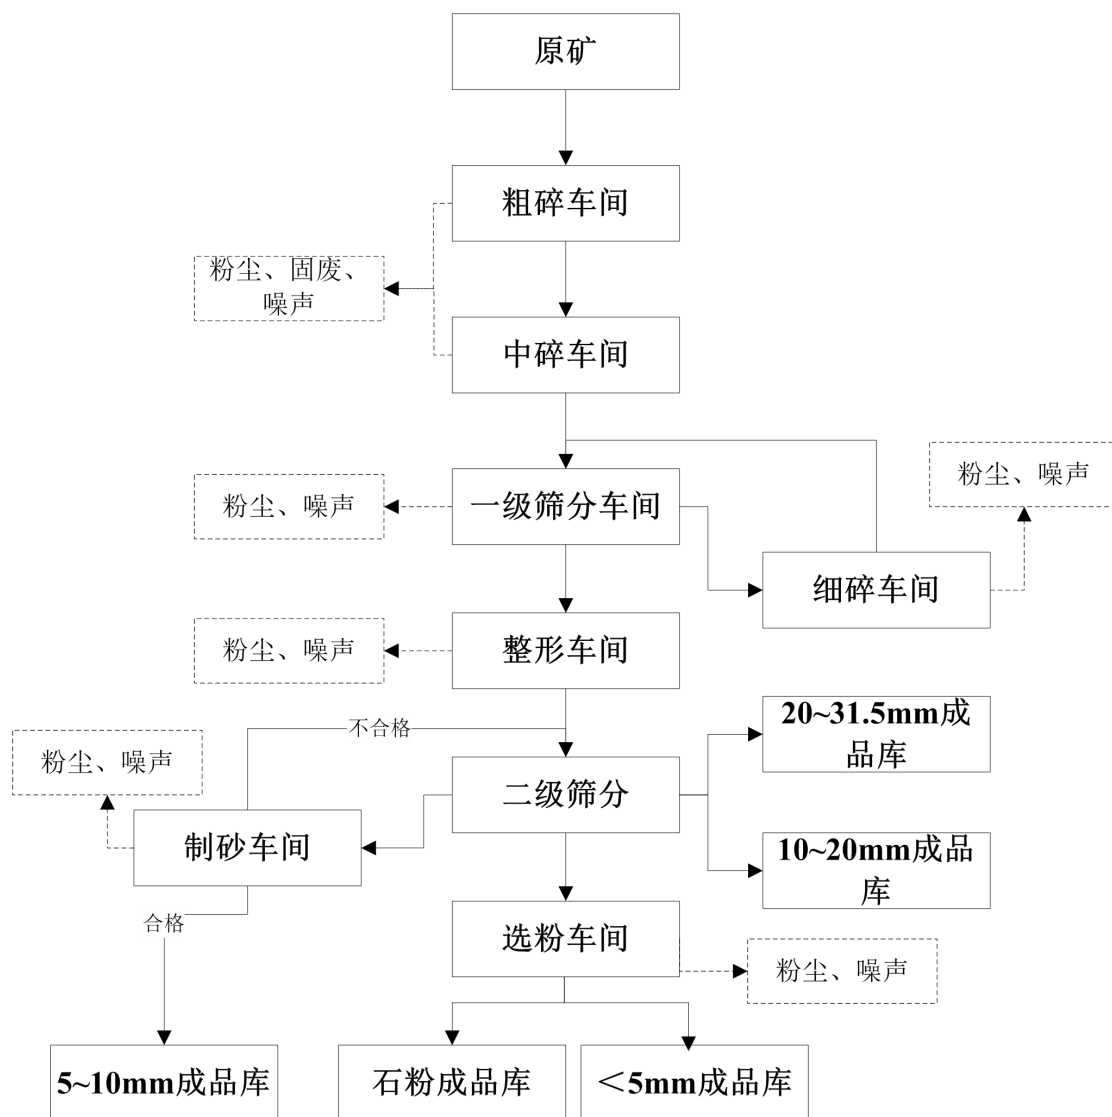 原矿
粗碎车间
粉尘、固废、
噪声
中碎车间
粉尘、噪声
一级筛分车间
粉尘、噪声
细碎车间
粉尘、噪声
整形车间
不合格
20~31.5mm成
品库
粉尘、噪声
二级筛分
制砂车间
10~20mm成品
库
合格
选粉车间
粉尘、噪声
5~10mm成品库
石粉成品库
＜5mm成品库